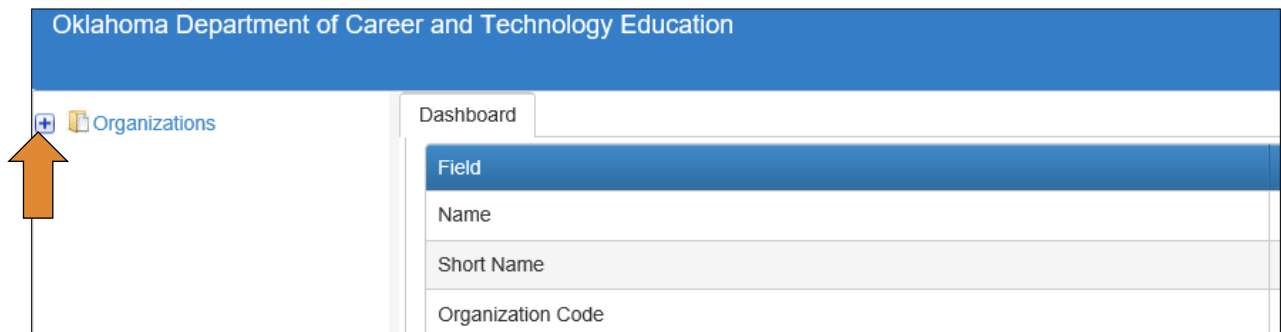 Oklahoma Department of Career and Technology Education
Organizations
Dashboard
Field
Name
Short Name
Organization Code